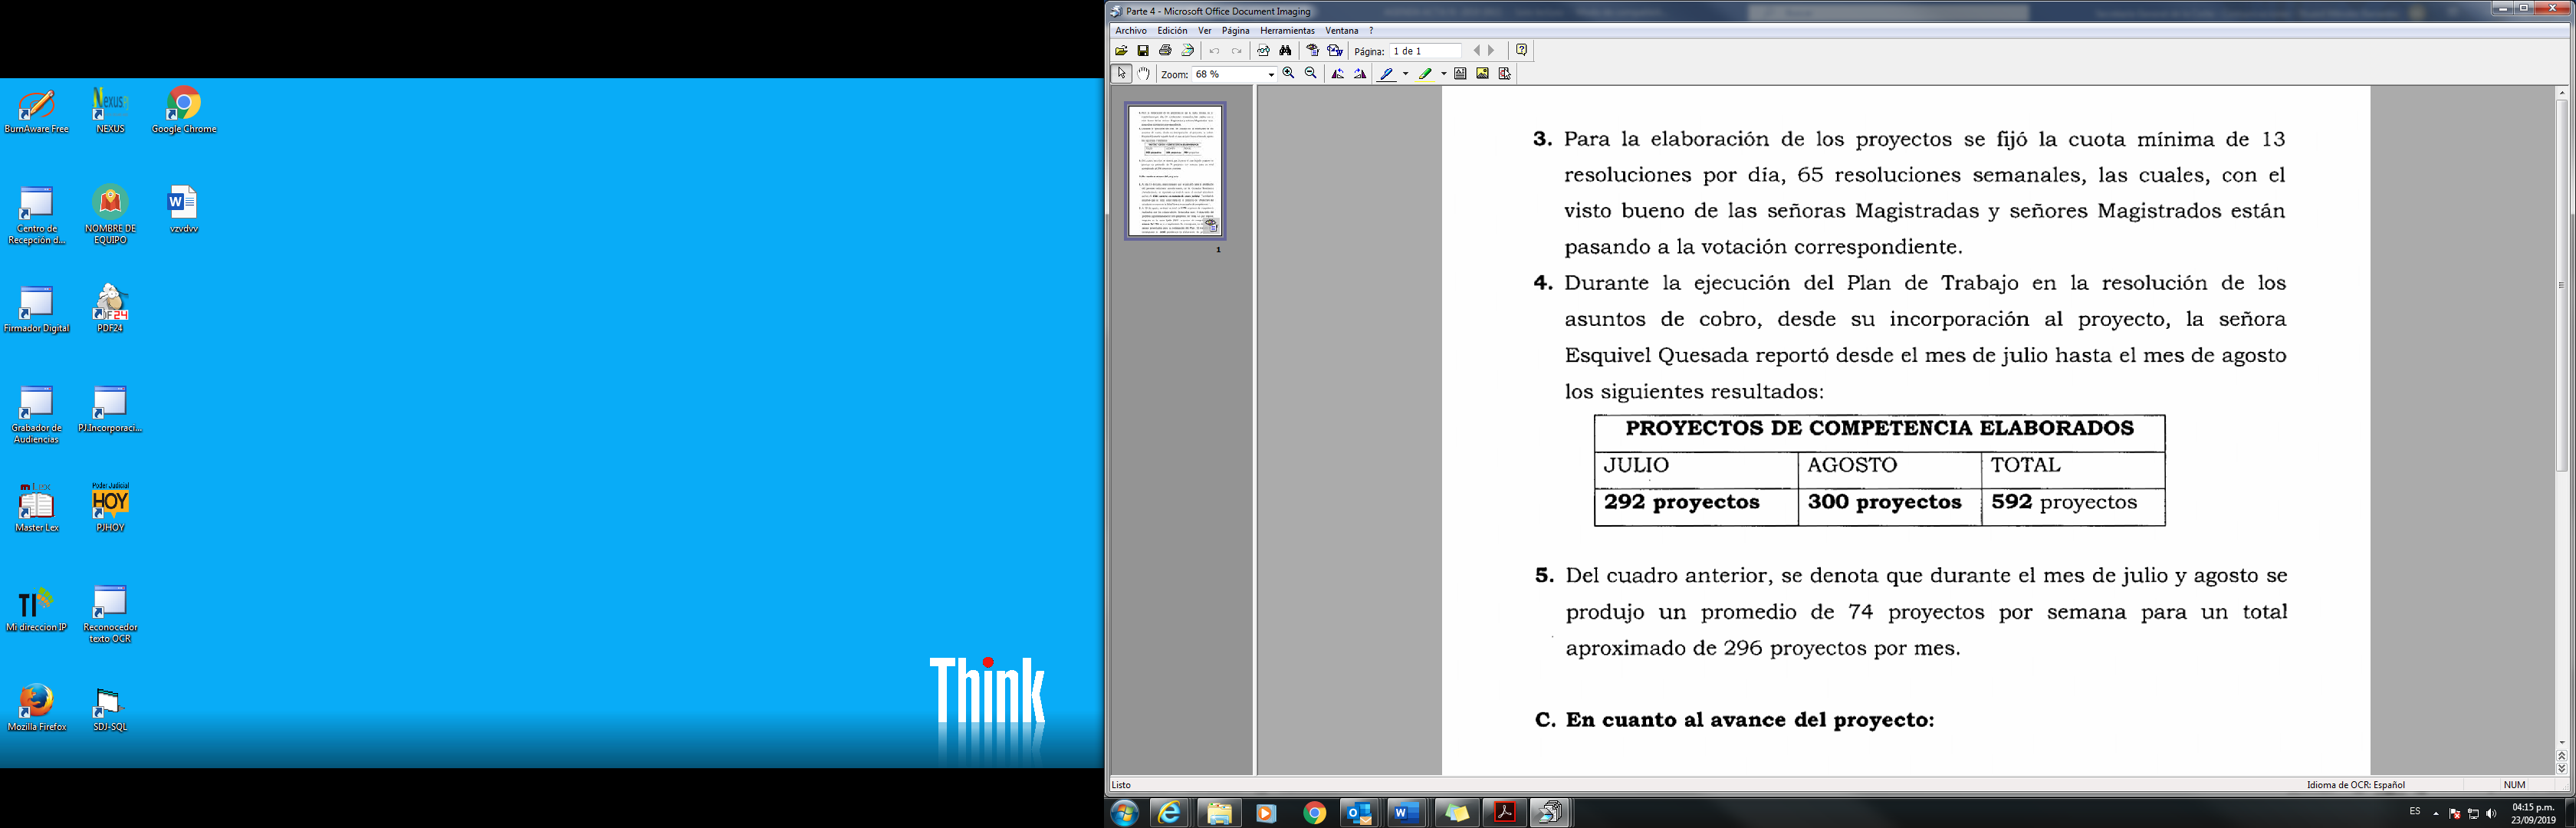 BurnAware Free
NEXUS
Google Chrome
Centro de
Recepción d...
NOMBRE DE
EQUIPO
vzvdvv
Firmador Digital
PDF24
Grabador de
Audiencias
PJ.Incorporaci...
Master Lex
Poder Judicial
HOY
PJHOY
TI
Mi direccion IP
Reconocedor
texto OCR
Mozilla Firefox
SDJ-SQL
Think
Parte 4 - Microsoft Office Document Imaging
Archivo Edición Ver Página Herramientas Ventana ?
Página: 1 de 1
Zoom: 68 %
1
3. Para la elaboración de los proyectos se fijó la cuota mínima de 13
resoluciones por día, 65 resoluciones semanales, las cuales, con el
visto bueno de las señoras Magistradas y señores Magistrados están
pasando a la votación correspondiente.
4. Durante la ejecución del Plan de Trabajo en la resolución de los
asuntos de cobro, desde su incorporación al proyecto, la señora
Esquivel Quesada reportó desde el mes de julio hasta el mes de agosto
los siguientes resultados:
PROYECTOS DE COMPETENCIA ELABORADOS
JULIO AGOSTO TOTAL
292 proyectos 300 proyectos 592 proyectos
5. Del cuadro anterior, se denota que durante el mes de julio y agosto se
produjo un promedio de 74 proyectos por semana para un total
aproximado de 296 proyectos por mes.
C. En cuanto al avance del proyecto:
Listo
Idioma de OCR: Español
NUM
ES
04:15 p.m.
23/09/2019